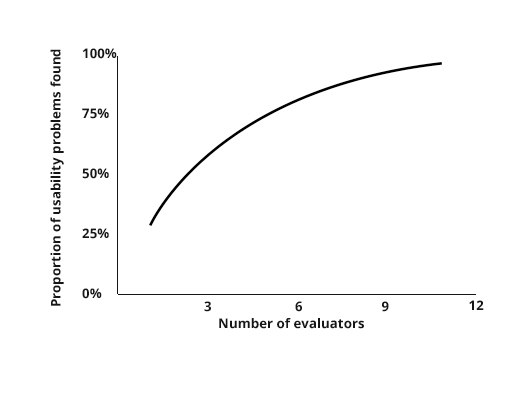 Proportion of usability problems found
100%
75%
50%
25%
0%
3 6 9 12
Number of evaluators